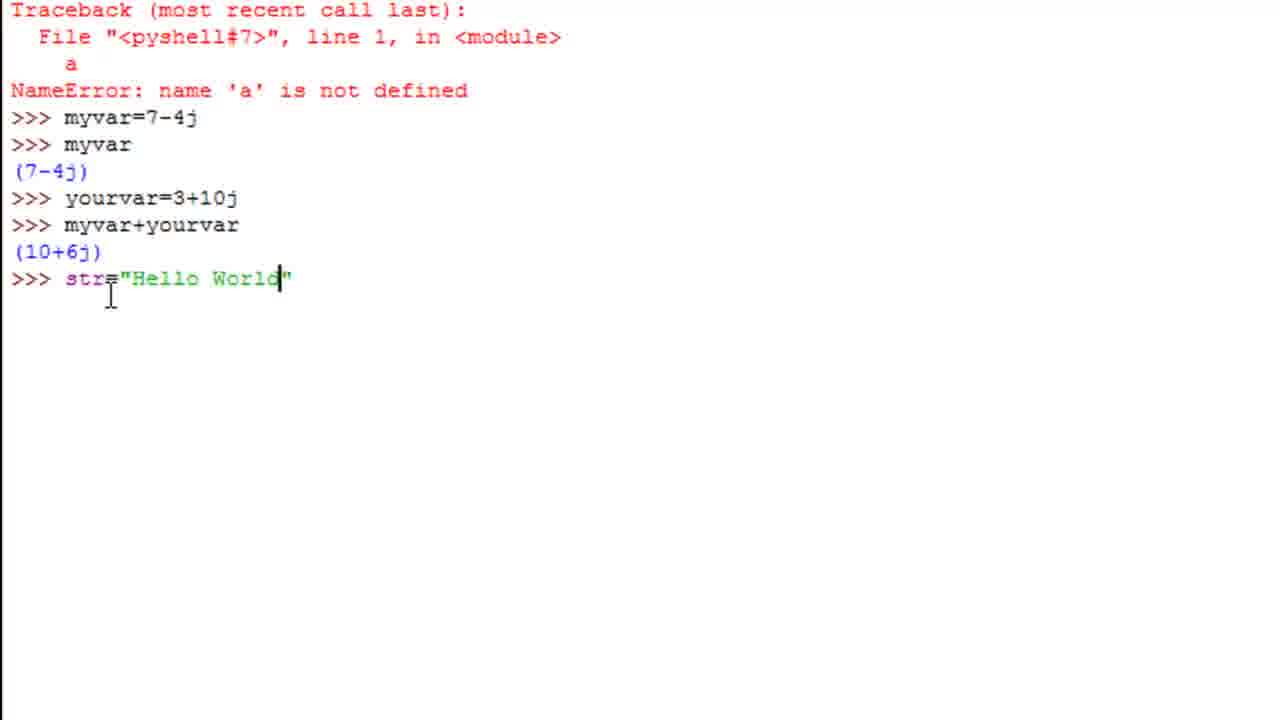 Traceback (most recent call last):
  File "<pyshell#7>", line 1, in <module>
    a
NameError: name 'a' is not defined
>>> myvar=7-4j
>>> myvar
(7-4j)
>>> yourvar=3+10j
>>> myvar+yourvar
(10+6j)
>>> str="Hello World"